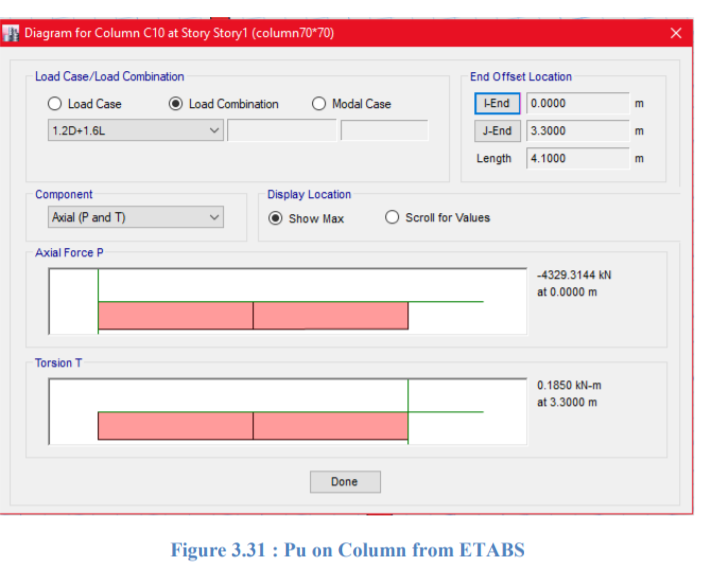 Diagram for Column C10 at Story Story1 (column70*70)
Load Case/Load Combination
Load Case Load Combination Modal Case
1.2D+1.6L
End Offset Location
I-End 0.0000 m
J-End 3.3000 m
Length 4.1000 m
Component
Axial (P and T)
Display Location
Show Max Scroll for Values
Axial Force P
-4329.3144 kN
at 0.0000 m
Torsion T
0.1850 kN-m
at 3.3000 m
Done
Figure 3.31 : Pu on Column from ETABS